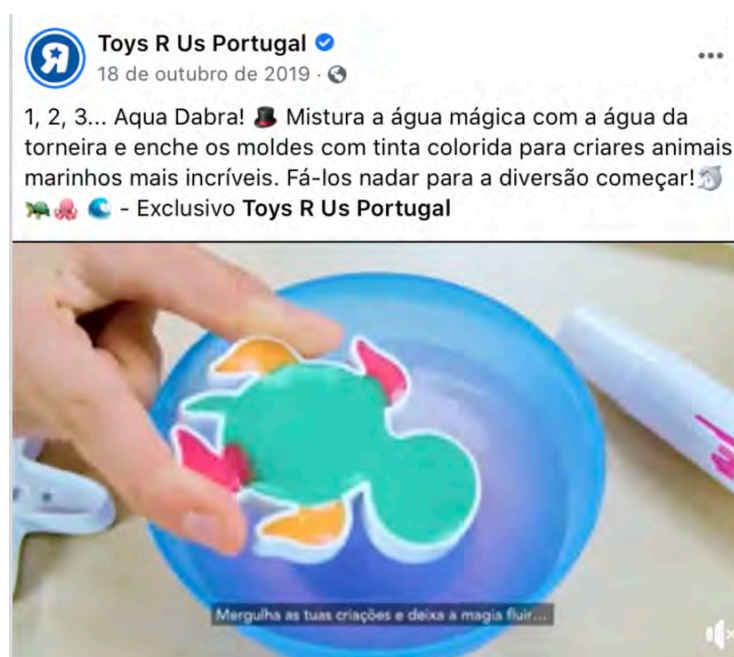 Toys R Us Portugal
18 de outubro de 2019
1, 2, 3... Aqua Dabra! 🎩 Mistura a água mágica com a água da
torneira e enche os moldes com tinta colorida para criares animais
marinhos mais incríveis. Fá-los nadar para a diversão começar!🐬
🐢🐙 🌊 - Exclusivo Toys R Us Portugal
Mergulha as tuas criações e deixa a magia fluir...